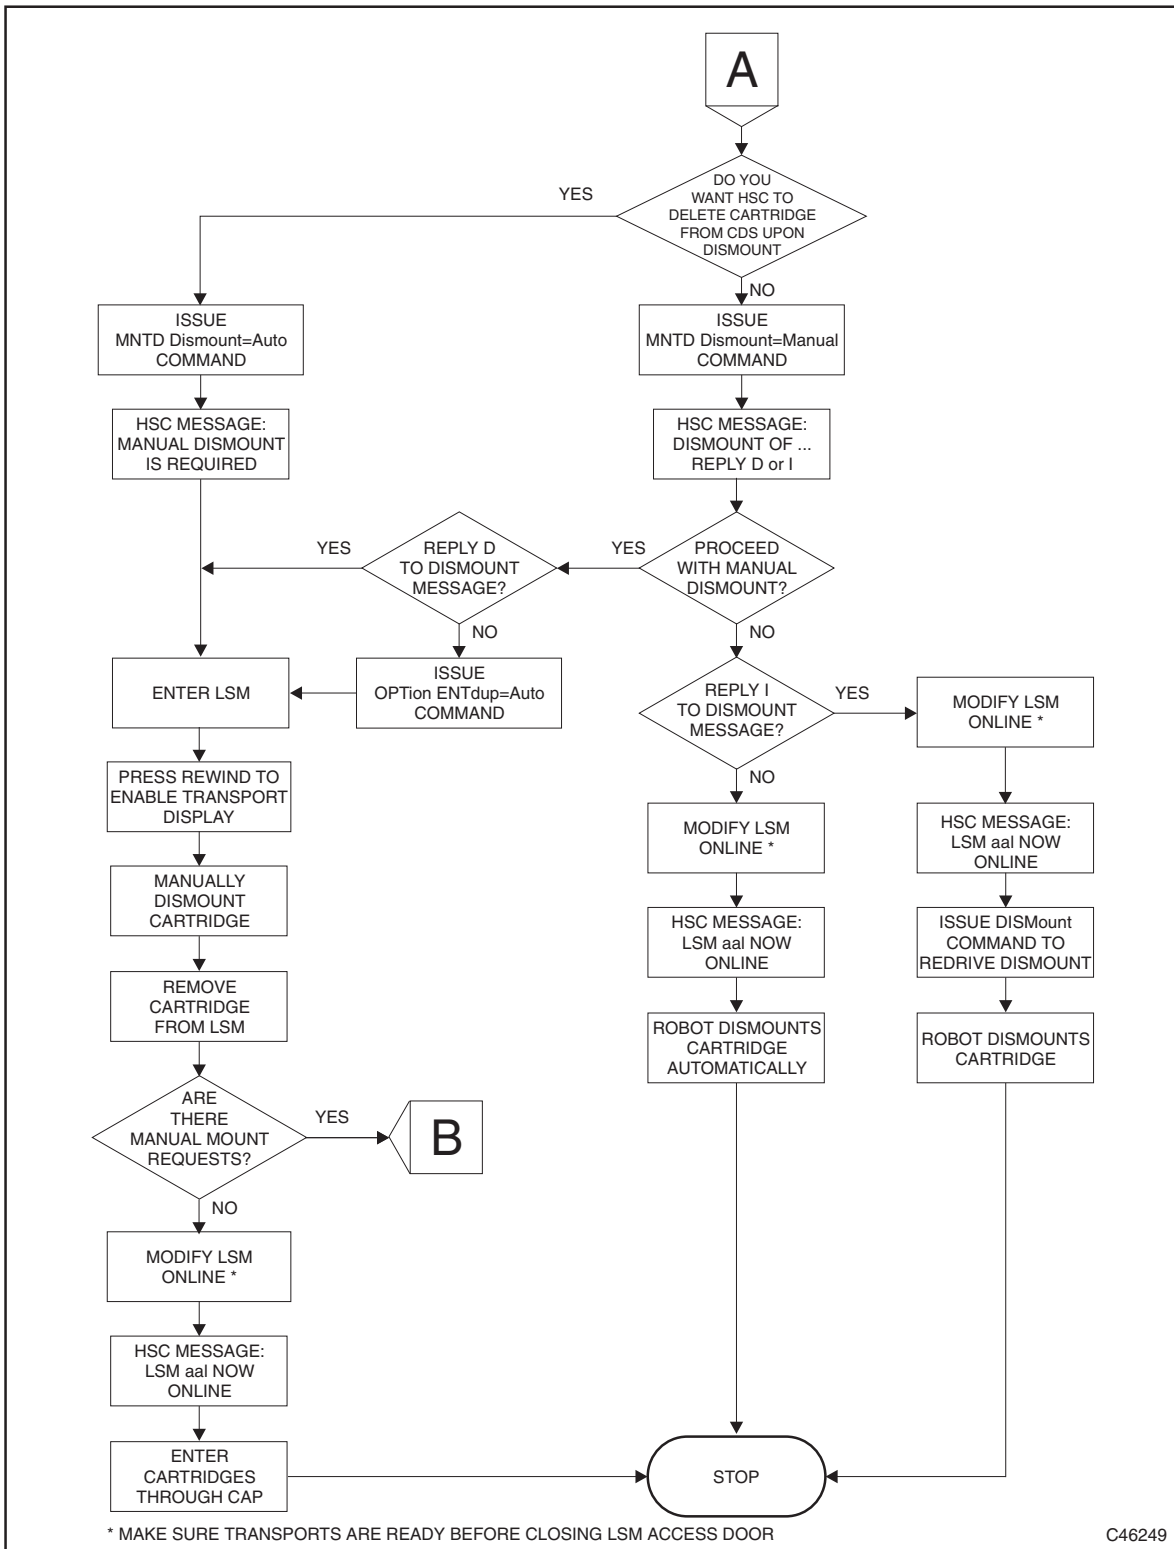 A
DO YOU
WANT HSC TO
DELETE CARTRIDGE
FROM CDS UPON
DISMOUNT
YES
NO
ISSUE
MNTD Dismount=Auto
COMMAND
ISSUE
MNTD Dismount=Manual
COMMAND
HSC MESSAGE:
MANUAL DISMOUNT
IS REQUIRED
HSC MESSAGE:
DISMOUNT OF ...
REPLY D or I
PROCEED
WITH MANUAL
DISMOUNT?
YES
NO
REPLY D
TO DISMOUNT
MESSAGE?
YES
NO
ISSUE
OPTion ENTdup=Auto
COMMAND
ENTER LSM
REPLY I
TO DISMOUNT
MESSAGE?
YES
NO
MODIFY LSM
ONLINE *
HSC MESSAGE:
LSM aal NOW
ONLINE
ISSUE DISMount
COMMAND TO
REDRIVE DISMOUNT
ROBOT DISMOUNTS
CARTRIDGE
MODIFY LSM
ONLINE *
HSC MESSAGE:
LSM aal NOW
ONLINE
ROBOT DISMOUNTS
CARTRIDGE
AUTOMATICALLY
PRESS REWIND TO
ENABLE TRANSPORT
DISPLAY
MANUALLY
DISMOUNT
CARTRIDGE
REMOVE
CARTRIDGE
FROM LSM
ARE
THERE
MANUAL MOUNT
REQUESTS?
YES
B
NO
MODIFY LSM
ONLINE *
HSC MESSAGE:
LSM aal NOW
ONLINE
ENTER
CARTRIDGES
THROUGH CAP
STOP
* MAKE SURE TRANSPORTS ARE READY BEFORE CLOSING LSM ACCESS DOOR
C46249